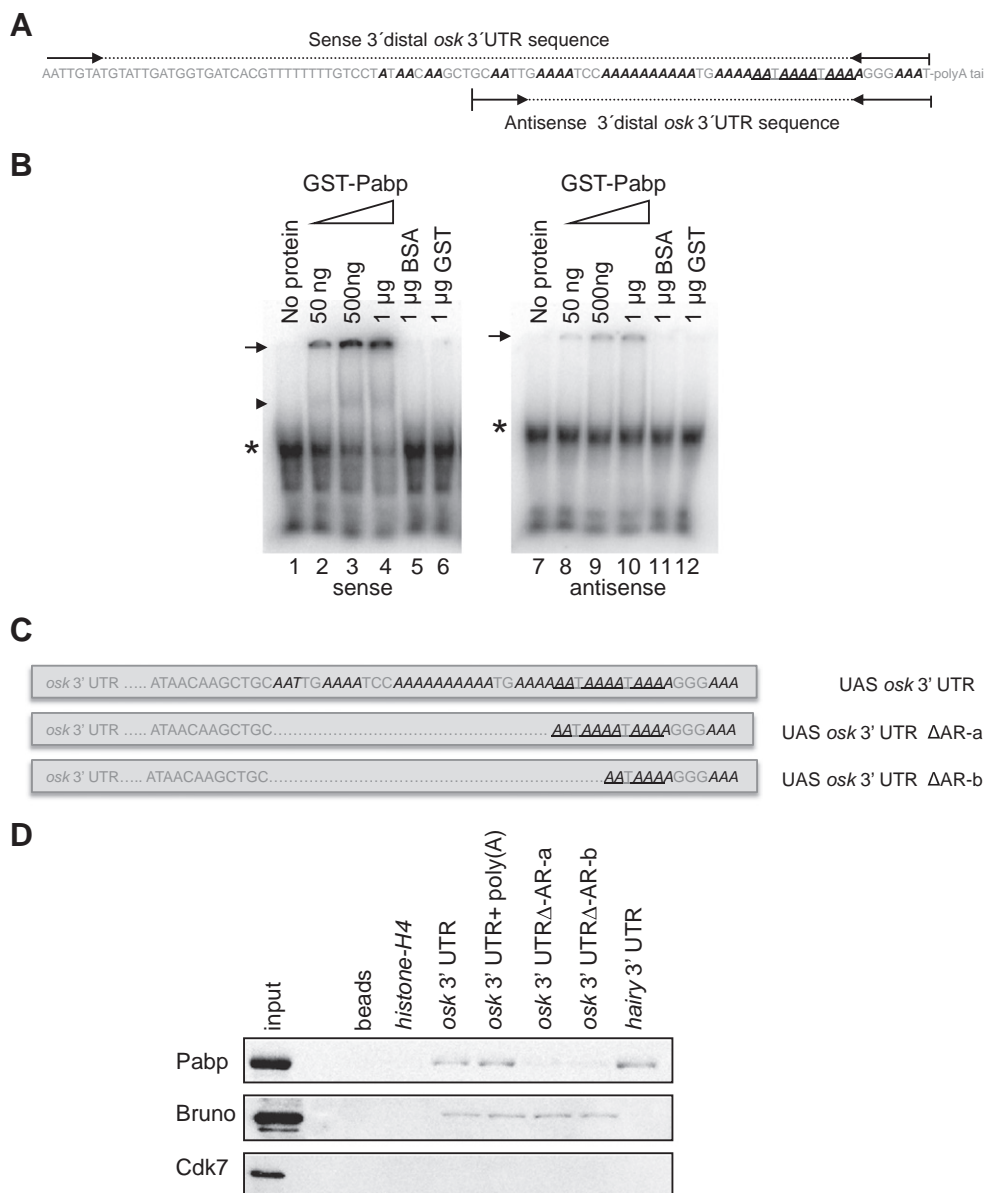 A
Sense 3´distal osk 3´UTR sequence
AATTGTATGTATTGATGGTGATCACGTTTTTTTTGTCCTATAACAAGCTGCAATTGAAAATCCAAAAAAAAAATGAAAAAATAAAATAAAAGGGAAAT-polyA tai
Antisense 3´distal osk 3´UTR sequence
B
GST-Pabp
No protein
50 ng
500ng
1 µg
1 µg BSA
1 µg GST
*
1 2 3 4 5 6
sense
GST-Pabp
No protein
50 ng
500ng
1 µg
1 µg BSA
1 µg GST
*
7 8 9 10 11 12
antisense
C
osk 3' UTR ..... ATAACAAGCTGCAATTGAAAATCCAAAAAAAAAATGAAAAAATAAAATAAAAGGGAAA UAS osk 3' UTR
osk 3' UTR..... ATAACAAGCTGC......................................................AATAAAATAAAAGGGAAA UAS osk 3' UTR ΔAR-a
osk 3' UTR..... ATAACAAGCTGC.................................................................AATAAAAGGGAAA UAS osk 3' UTR ΔAR-b
D
input
beads
histone-H4
osk 3' UTR
osk 3' UTR+ poly(A)
osk 3' UTRΔ-AR-a
osk 3' UTRΔ-AR-b
hairy 3' UTR
Pabp
Bruno
Cdk7